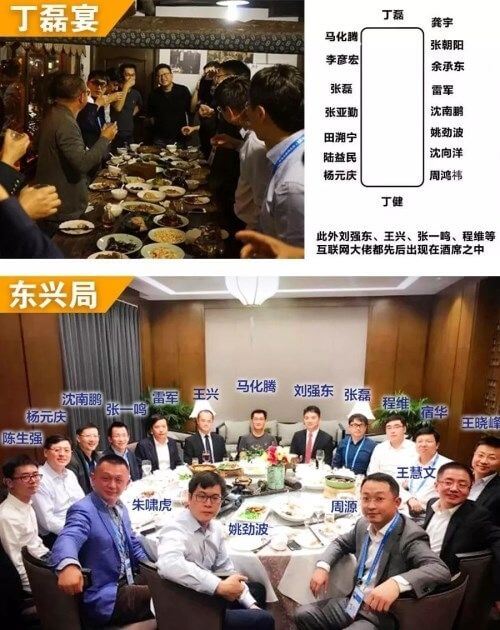 丁磊宴
丁磊
马化腾
龚宇
李彦宏
张朝阳
余承东
张磊
雷军
张亚勤
沈南鹏
田溯宁
姚劲波
陆益民
沈向洋
杨元庆
周鸿祎
丁健
此外刘强东、王兴、张一鸣、程维等
互联网大佬都先后出现在酒席之中
东兴局
陈生强
杨元庆
沈南鹏
张一鸣
雷军
王兴
马化腾
刘强东
张磊
程维
宿华
王晓峰
王慧文
朱啸虎
姚劲波
周源